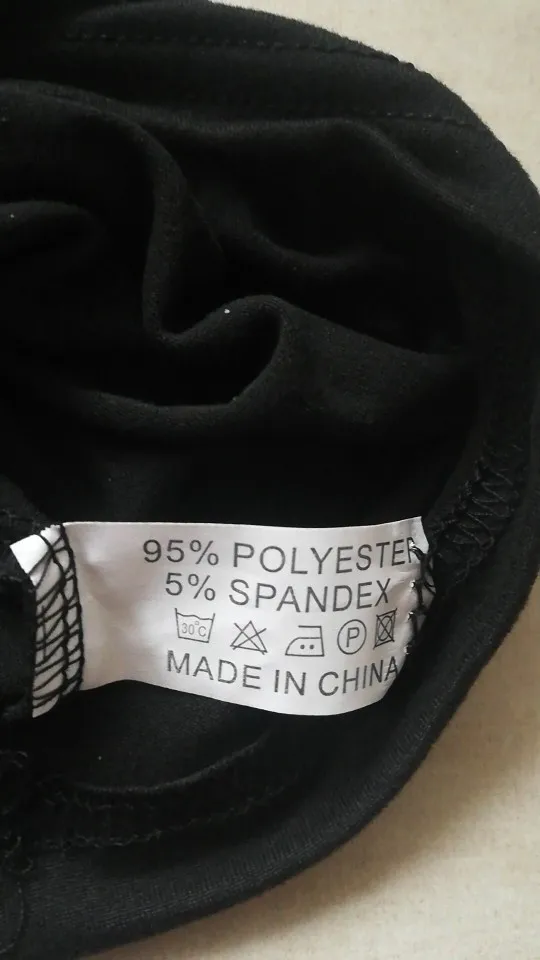 95% POLYESTER
5% SPANDEX
30°C P
MADE IN CHINA